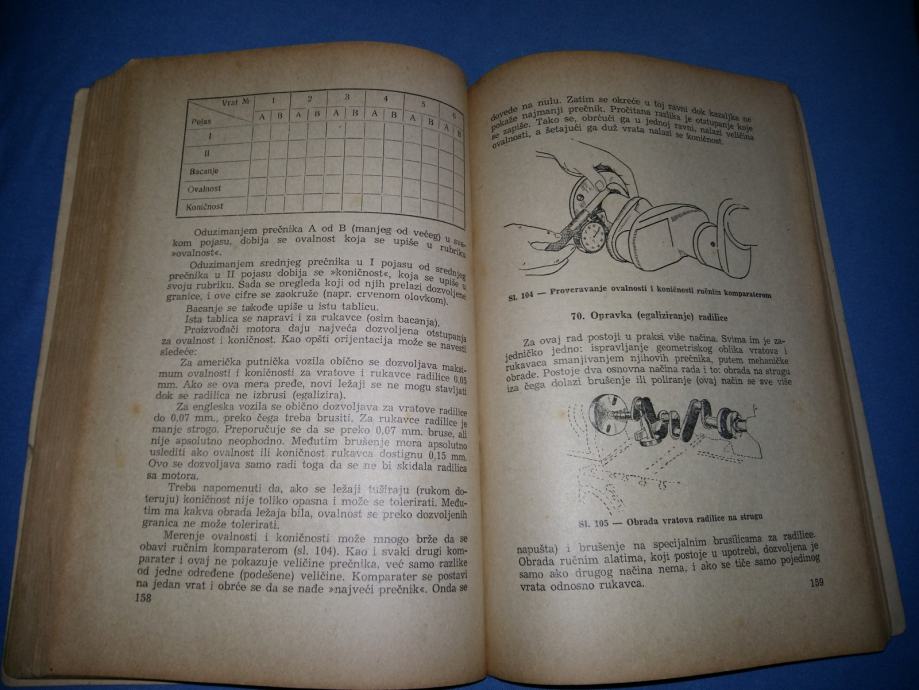 Vrat № 1 2 3 4 5 6
Pojas A B A B A B A B A B A B
I
II
Bacanje
Ovalnost
Koničnost
Oduzimanjem prečnika A od B (manjeg od većeg) u sva-
kom pojasu, dobija se ovalnost koja se upiše u rubriku
»ovalnost«.
Oduzimanjem srednjeg prečnika u I pojasu od srednjeg
prečnika u II pojasu dobija se »koničnost«, koja se upiše u
svoju rubriku. Sada se pregleda koji od njih prelazi dozvoljene
granice, i ove cifre se zaokruže (napr. crvenom olovkom).
Bacanje se takođe upiše u istu tablicu.
Ista tablica se napravi i za rukavce (osim bacanja).
Proizvođači motora daju najveća dozvoljena otstupanja
za ovalnost i koničnost. Kao opšti orijentacija može se navesti
sledeće:
Za američka putnička vozila obično se dozvoljava maksi-
mum ovalnosti i koničnosti za vratove i rukavce radilice 0,05
mm. Ako se ova mera pređe, novi ležaji se ne mogu stavljati
dok se radilica ne izbrusi (egalizira).
Za engleska vozila se obično dozvoljava za vratove radilice
do 0,07 mm., preko čega treba brusiti. Za rukavce radilice je
manje strogo. Preporučuje se da se preko 0,07 mm. bruse, ali
nije apsolutno neophodno. Međutim brušenje mora apsolutno
uslediti ako ovalnost ili koničnost rukavca dostignu 0,15 mm.
Ovo se dozvoljava samo radi toga da se ne bi skidala radilica
sa motora.
Treba napomenuti da, ako se ležaji tuširaju (rukom do-
teruju) koničnost nije toliko opasna i može se tolerirati. Među-
tim ma kakva obrada ležaja bila, ovalnost se preko dozvoljenih
granica ne može tolerirati.
Merenje ovalnosti i koničnosti može mnogo brže da se
obavi ručnim komparaterom (sl. 104). Kao i svaki drugi kom-
parater i ovaj ne pokazuje veličine prečnika, već samo razlike
od jedne određene (podešene) veličine. Komparater se postavi
na jedan vrat i obrće se da se nađe »najveći prečnik«. Onda se
158
dovede na nulu. Zatim se okreće u toj ravni dok kazaljka ne
pokaže najmanji prečnik. Pročitana razlika je otstupanje koje
se zapiše. Tako se, obrćući ga u jednoj ravni, nalazi veličina
ovalnosti, a šetajući ga duž vrata nalazi se koničnost.
Sl. 104 — Proveravanje ovalnosti i koničnosti ručnim komparaterom
70. Opravka (egaliziranje) radilice
Za ovaj rad postoji u praksi više načina. Svima im je za-
jedničko jedno: ispravljanje geometriskog oblika vratova i
rukavaca smanjivanjem njihovih prečnika, putem mehaničke
obrade. Postoje dva osnovna načina rada i to: obrada na strugu
iza čega dolazi brušenje ili poliranje (ovaj način se sve više
Sl. 105 — Obrada vratova radilice na strugu
napušta) i brušenje na specijalnim brusilicama za radilice.
Obrada ručnim alatima, koji postoje u upotrebi, dozvoljena je
samo ako drugog načina nema, i ako se tiče samo pojedinog
vrata odnosno rukavca.
159